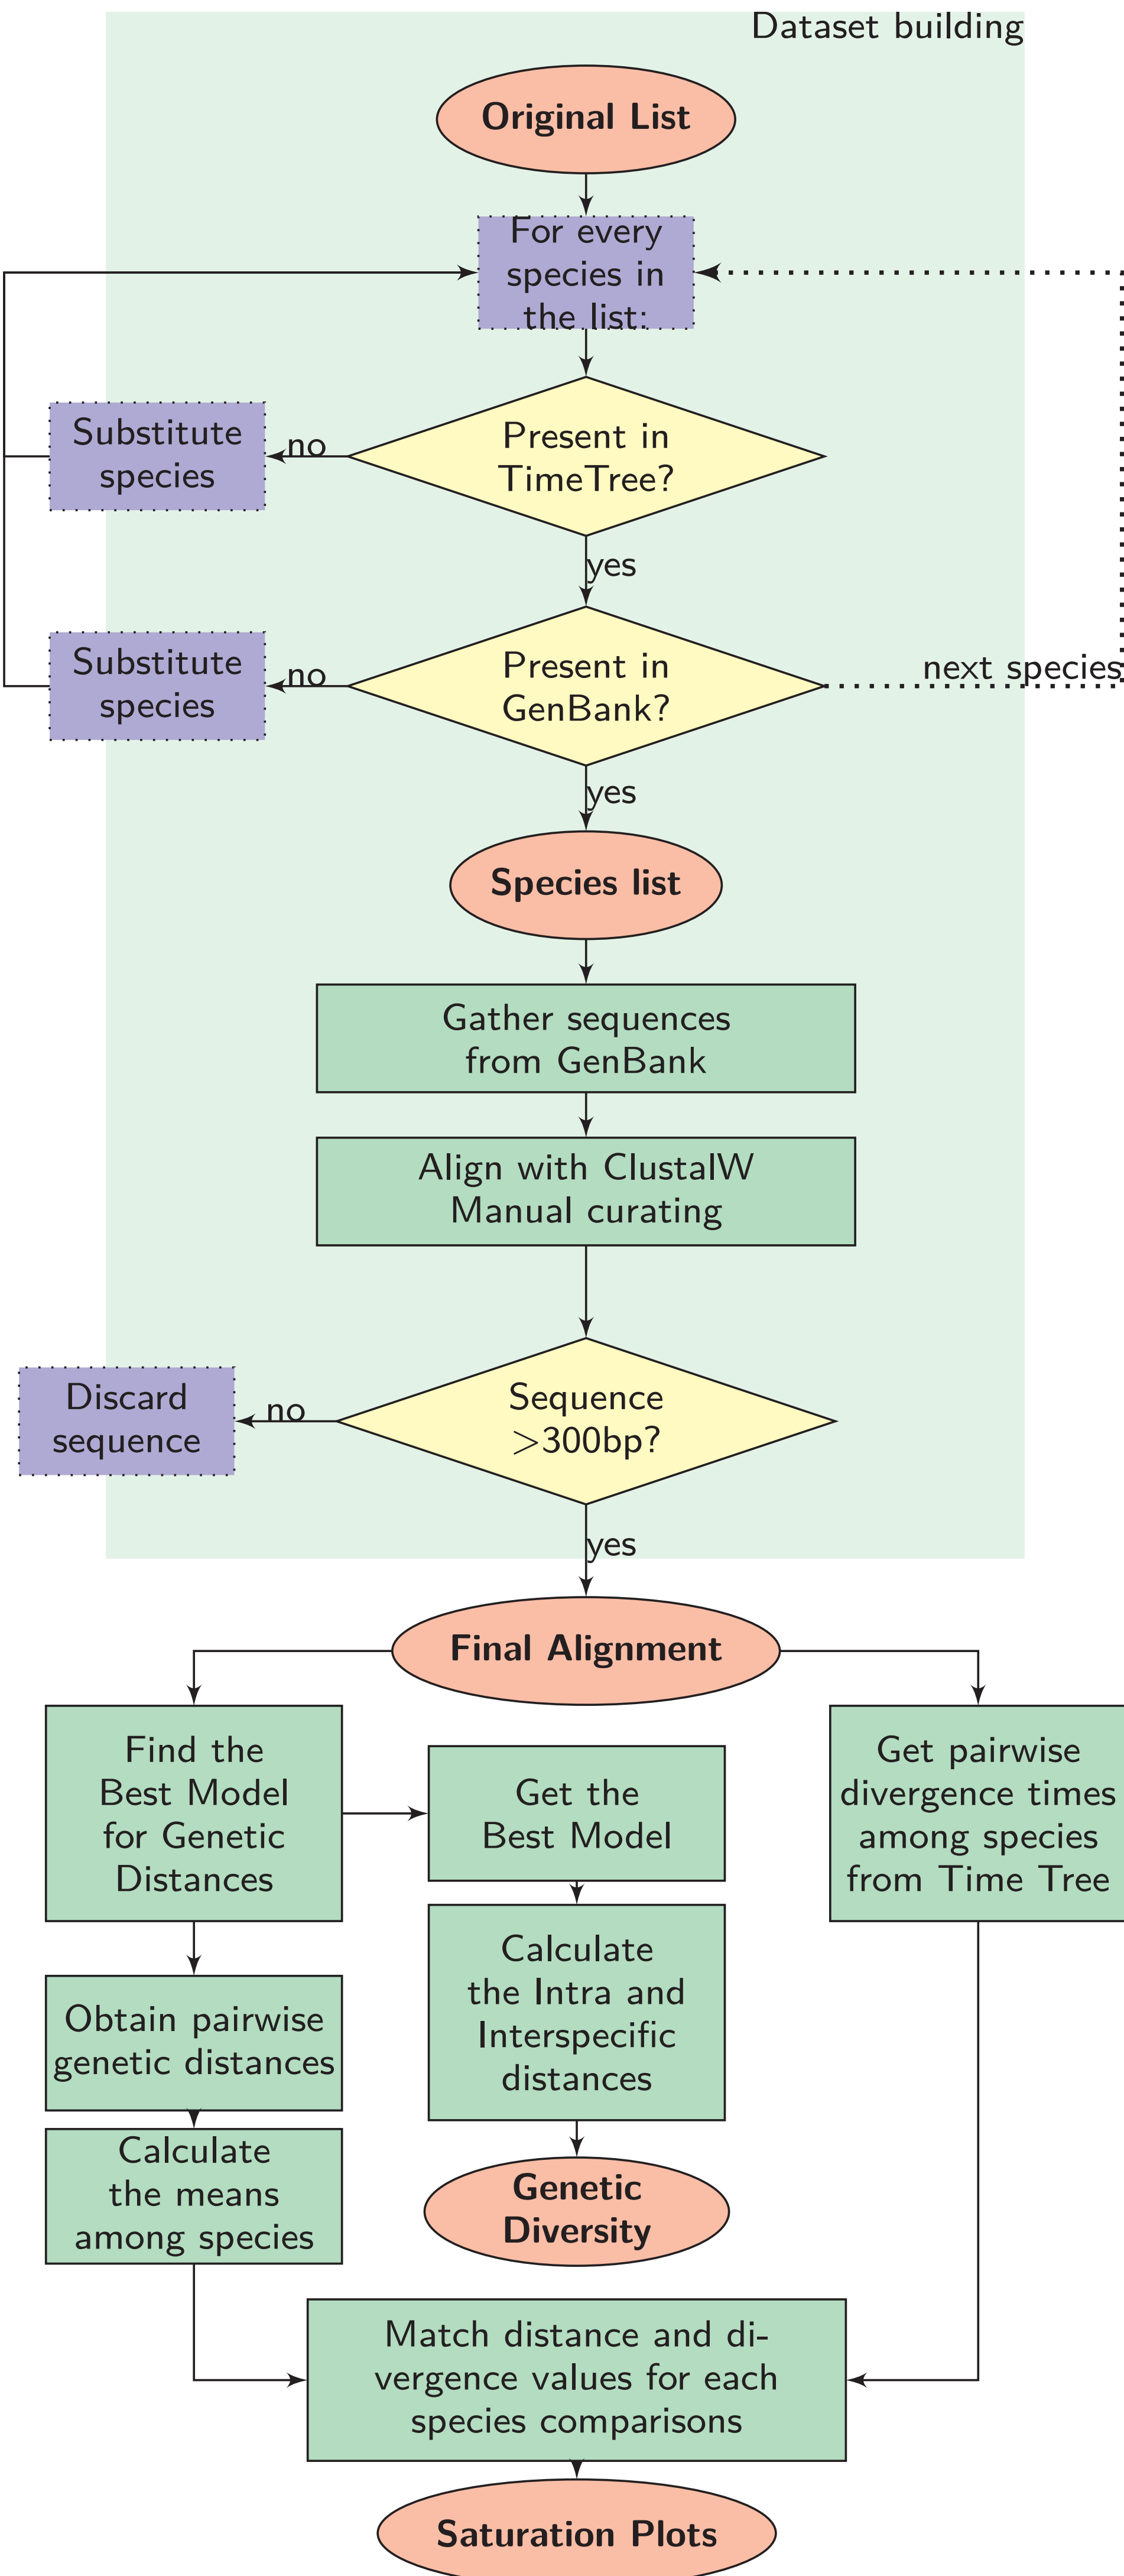 Dataset building
Original List
For every
species in
the list:
Present in
TimeTree?
no
Substitute
species
yes
Present in
GenBank?
no
Substitute
species
next species
yes
Species list
Gather sequences
from GenBank
Align with ClustalW
Manual curating
Sequence
>300bp?
no
Discard
sequence
yes
Final Alignment
Find the
Best Model
for Genetic
Distances
Get the
Best Model
Get pairwise
divergence times
among species
from Time Tree
Calculate
the Intra and
Interspecific
distances
Obtain pairwise
genetic distances
Calculate
the means
among species
Genetic
Diversity
Match distance and di-
vergence values for each
species comparisons
Saturation Plots